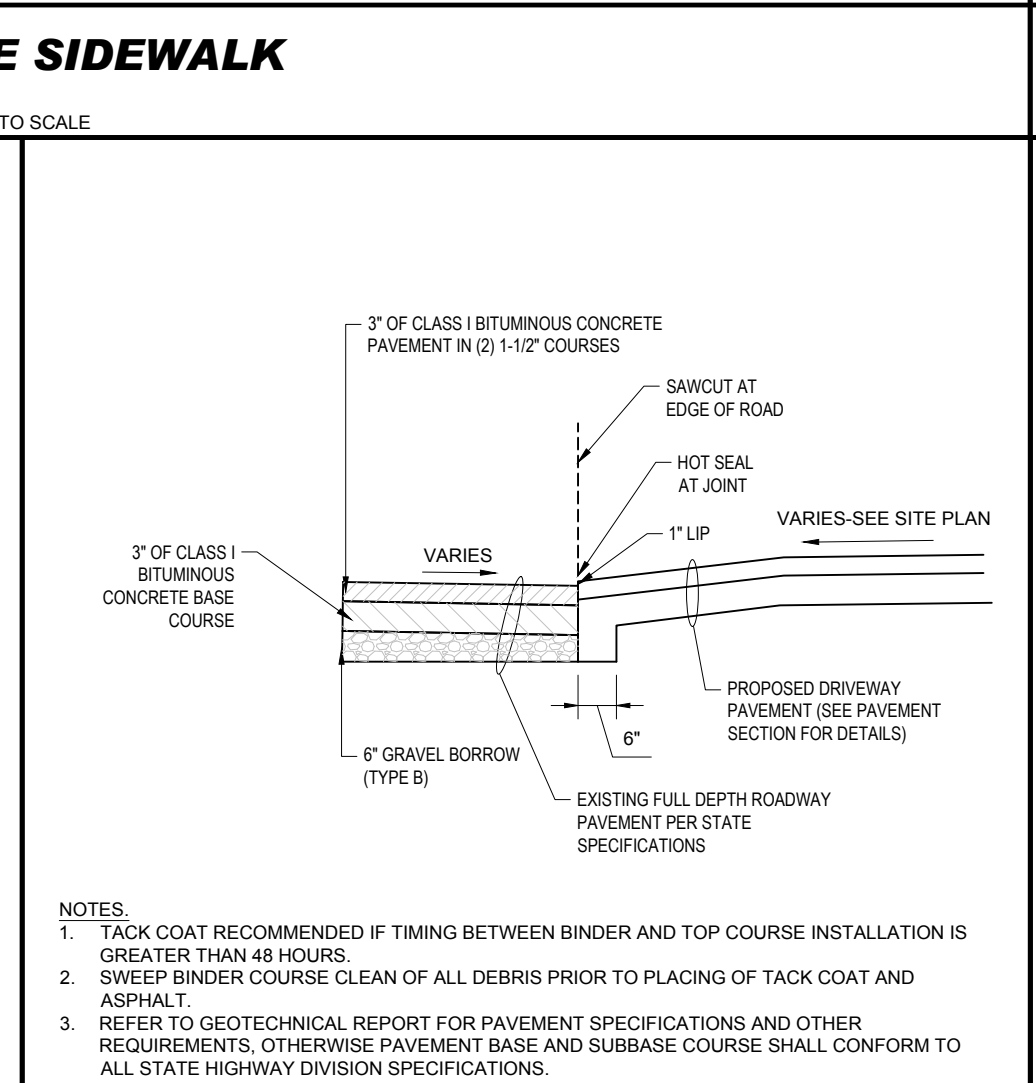 E SIDEWALK
TO SCALE
3" OF CLASS I BITUMINOUS CONCRETE
PAVEMENT IN (2) 1-1/2" COURSES
SAWCUT AT
EDGE OF ROAD
HOT SEAL
AT JOINT
1" LIP
VARIES-SEE SITE PLAN
3" OF CLASS I
BITUMINOUS
CONCRETE BASE
COURSE
VARIES
PROPOSED DRIVEWAY
PAVEMENT (SEE PAVEMENT
SECTION FOR DETAILS)
6"
6" GRAVEL BORROW
(TYPE B)
EXISTING FULL DEPTH ROADWAY
PAVEMENT PER STATE
SPECIFICATIONS
NOTES.
1. TACK COAT RECOMMENDED IF TIMING BETWEEN BINDER AND TOP COURSE INSTALLATION IS
GREATER THAN 48 HOURS.
2. SWEEP BINDER COURSE CLEAN OF ALL DEBRIS PRIOR TO PLACING OF TACK COAT AND
ASPHALT.
3. REFER TO GEOTECHNICAL REPORT FOR PAVEMENT SPECIFICATIONS AND OTHER
REQUIREMENTS, OTHERWISE PAVEMENT BASE AND SUBBASE COURSE SHALL CONFORM TO
ALL STATE HIGHWAY DIVISION SPECIFICATIONS.